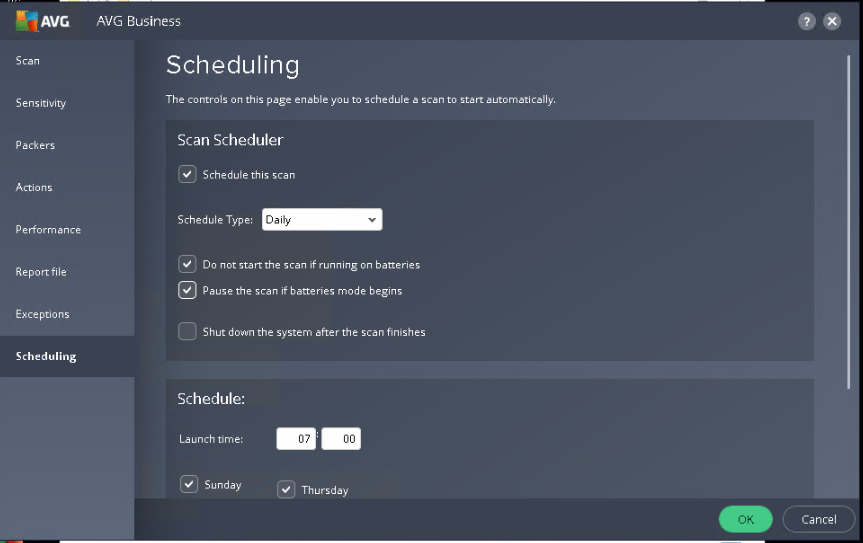 AVG AVG Business ?
Scan
Sensitivity
Packers
Actions
Performance
Report file
Exceptions
Scheduling
Scheduling
The controls on this page enable you to schedule a scan to start automatically.
Scan Scheduler
Schedule this scan
Schedule Type: Daily
Do not start the scan if running on batteries
Pause the scan if batteries mode begins
Shut down the system after the scan finishes
Schedule:
Launch time: 07 : 00
Sunday Thursday
OK Cancel